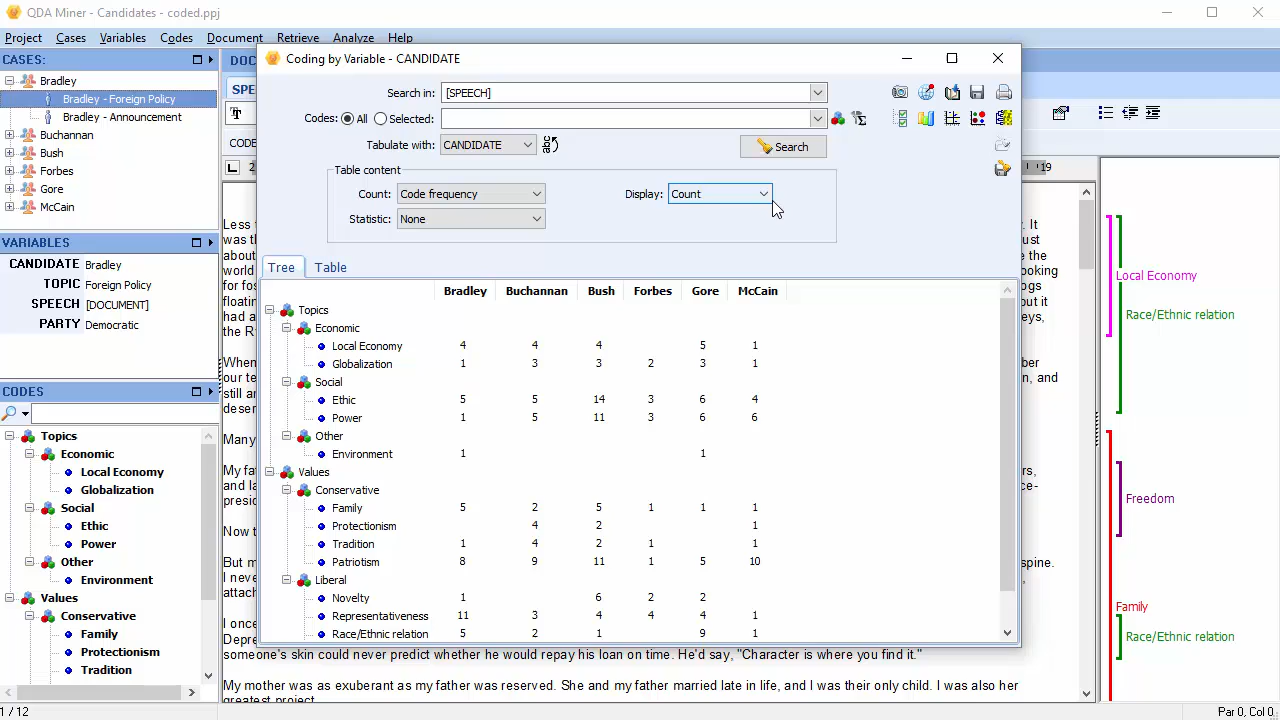 QDA Miner - Candidates - coded.ppj
Project Cases Variables Codes Document Retrieve Analyze Help
CASES:
Bradley
Bradley - Foreign Policy
Bradley - Announcement
Buchannan
Bush
Forbes
Gore
McCain
VARIABLES
CANDIDATE Bradley
TOPIC Foreign Policy
SPEECH [DOCUMENT]
PARTY Democratic
CODES
Topics
Economic
Local Economy
Globalization
Social
Ethic
Power
Other
Environment
Values
Conservative
Family
Protectionism
Tradition
1 / 12
Coding by Variable - CANDIDATE
Search in: [SPEECH]
Codes: All Selected:
Tabulate with: CANDIDATE
Search
Table content
Count: Code frequency
Display: Count
Statistic: None
Tree Table
Bradley Buchannan Bush Forbes Gore McCain
Topics
Economic
Local Economy 4 4 4 5 1
Globalization 1 3 3 2 3 1
Social
Ethic 5 5 14 3 6 4
Power 1 5 11 3 6 6
Other
Environment 1 1
Values
Conservative
Family 5 2 5 1 1 1
Protectionism 4 2 1
Tradition 1 4 2 1 1
Patriotism 8 9 11 1 5 10
Liberal
Novelty 1 6 2 2
Representativeness 11 3 4 4 4 1
Race/Ethnic relation 5 2 1 9 1
someone's skin could never predict whether he would repay his loan on time. He'd say, "Character is where you find it."
My mother was as exuberant as my father was reserved. She and my father married late in life, and I was their only child. I was also her
greatest project.
19
Local Economy
Race/Ethnic relation
Freedom
Family
Race/Ethnic relation
Par 0, Col 0